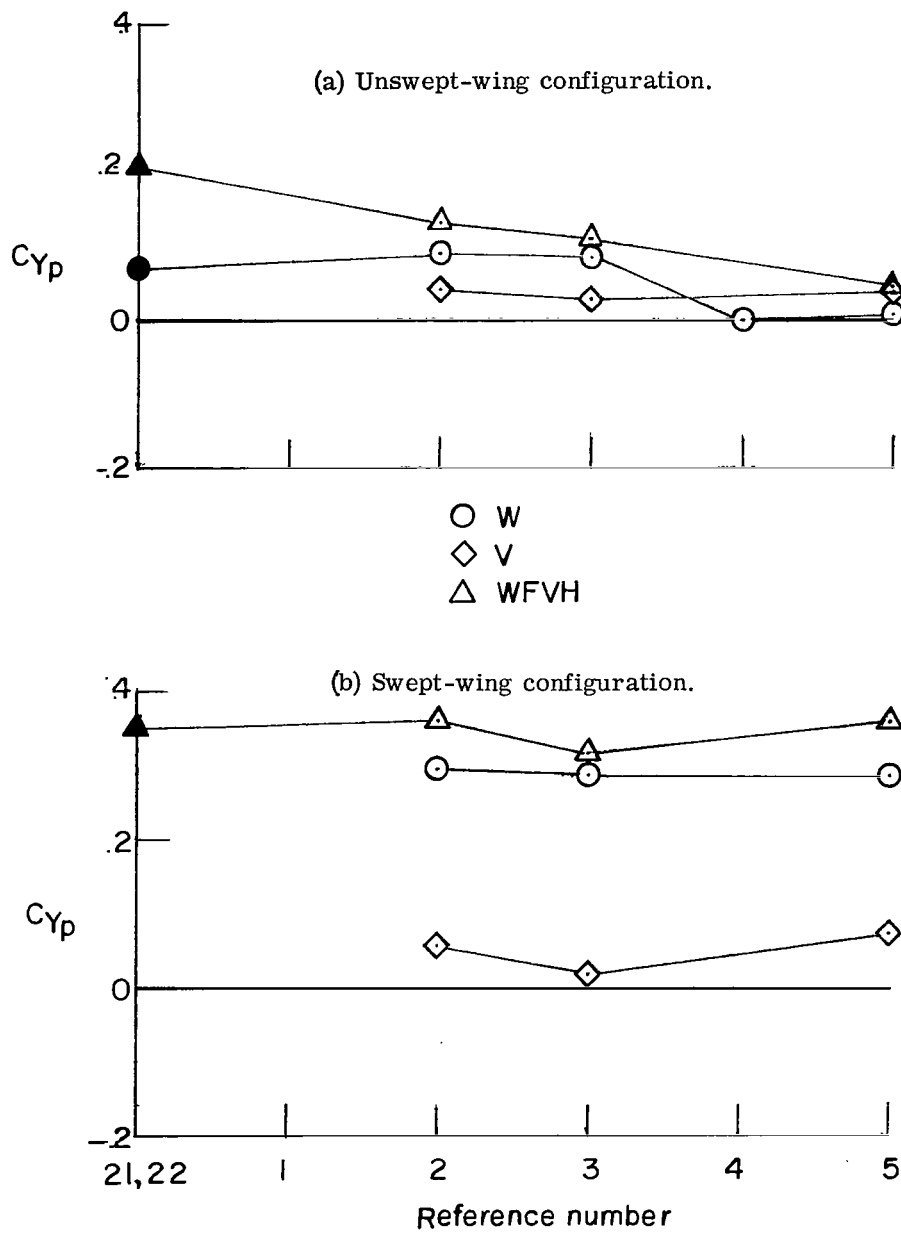 .4
(a) Unswept-wing configuration.
.2
CYp
0
-.2
W
V
WFVH
.4
(b) Swept-wing configuration.
.2
CYp
0
-.2
21,22 1 2 3 4 5
Reference number